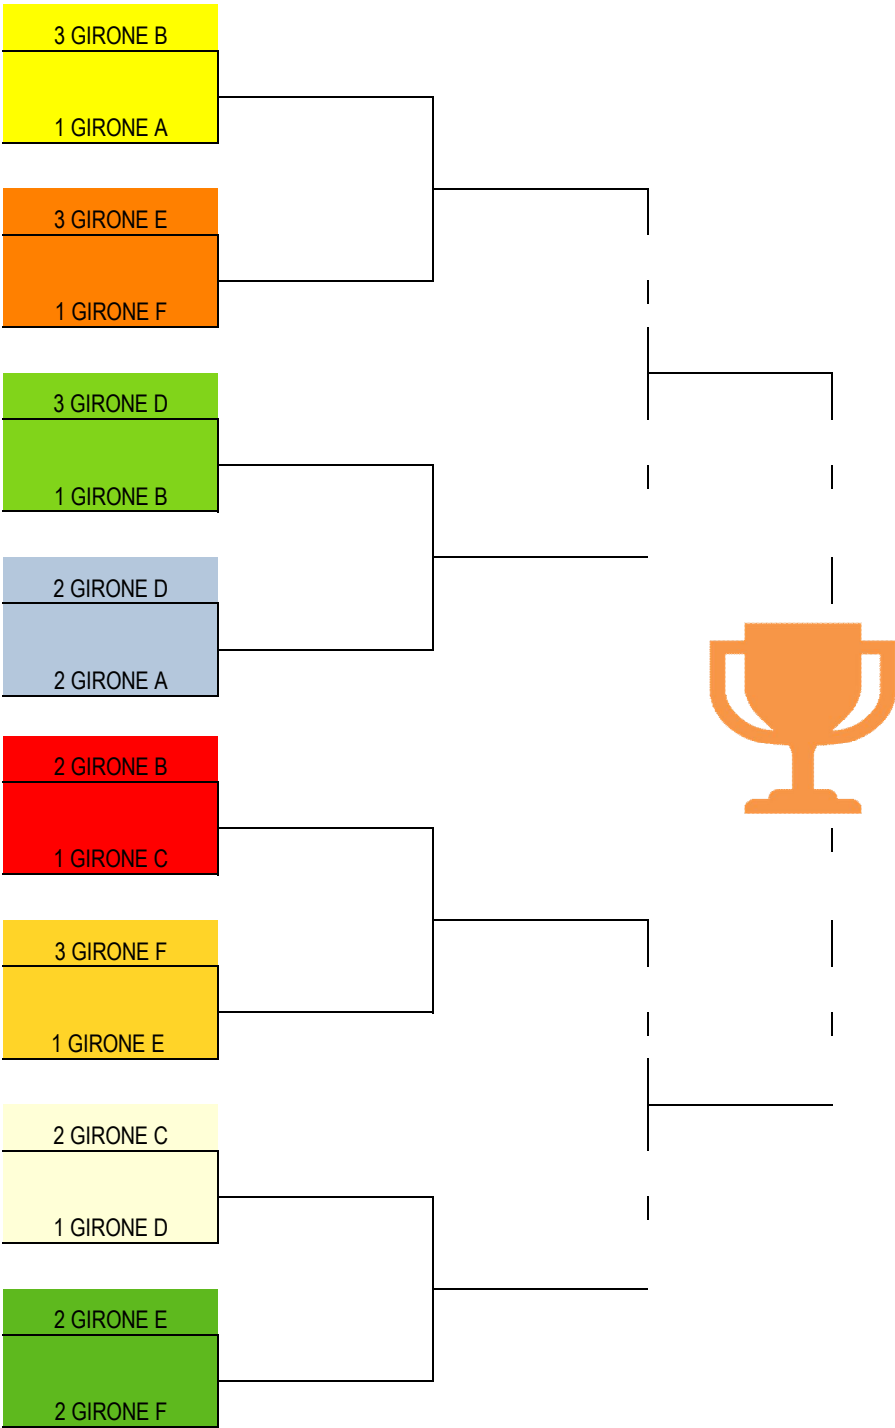 3 GIRONE B
1 GIRONE A
3 GIRONE E
1 GIRONE F
3 GIRONE D
1 GIRONE B
2 GIRONE D
2 GIRONE A
2 GIRONE B
1 GIRONE C
3 GIRONE F
1 GIRONE E
2 GIRONE C
1 GIRONE D
2 GIRONE E
2 GIRONE F